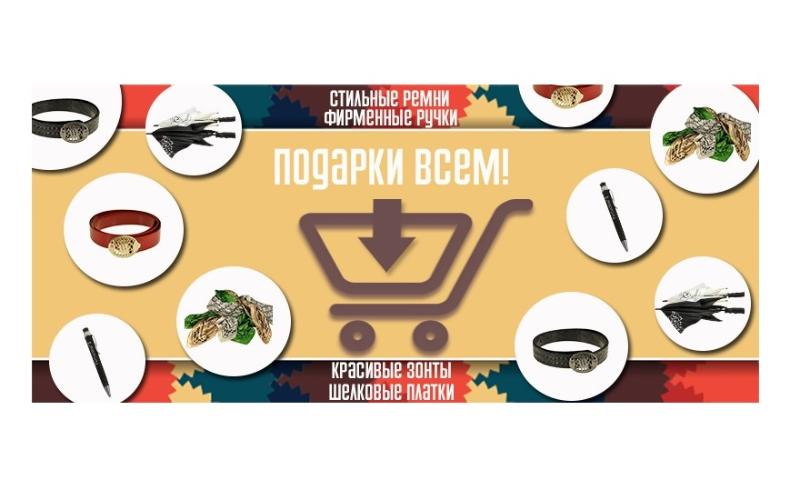 СТИЛЬНЫЕ РЕМНИ
ФИРМЕННЫЕ РУЧКИ
ПОДАРКИ ВСЕМ!
КРАСИВЫЕ ЗОНТЫ
ШЕЛКОВЫЕ ПЛАТКИ